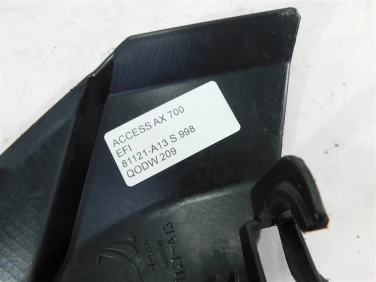 ACCESS AX 700
EFI
81121-A13 S 998
QODW.209